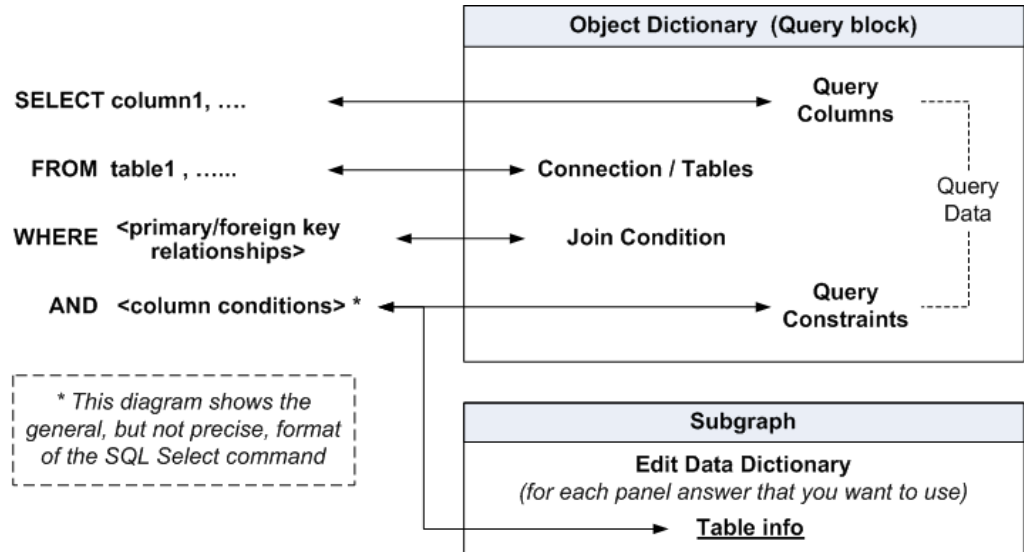 Object Dictionary (Query block)
SELECT column1, ....
Query
Columns
FROM table1 , ......
Connection / Tables
Query
Data
WHERE <primary/foreign key
relationships>
Join Condition
AND <column conditions> *
Query
Constraints
* This diagram shows the
general, but not precise, format
of the SQL Select command
Subgraph
Edit Data Dictionary
(for each panel answer that you want to use)
Table info